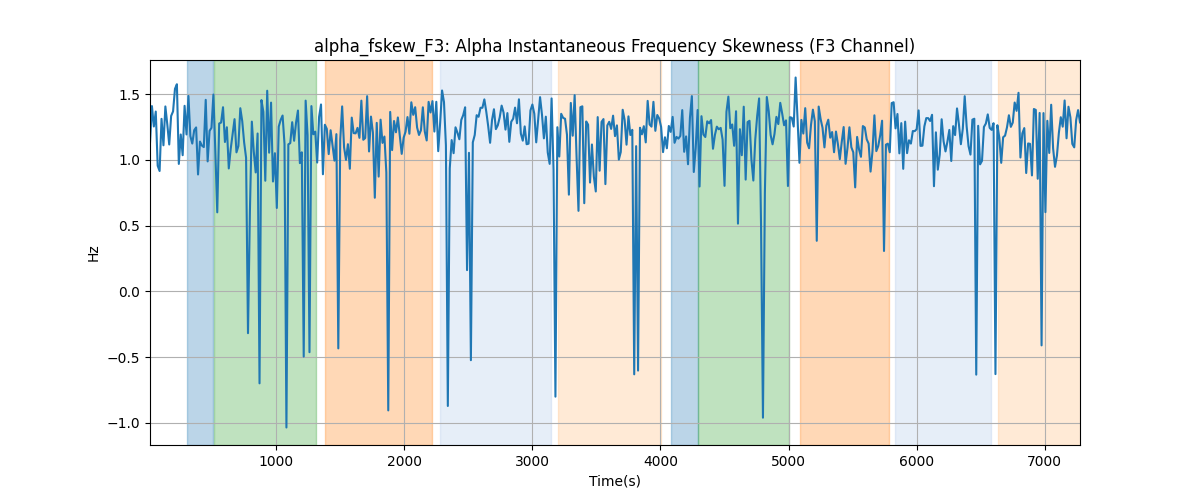 alpha_fskew_F3: Alpha Instantaneous Frequency Skewness (F3 Channel)
1.5
1.0
0.5
0.0
−0.5
−1.0
Hz
1000 2000 3000 4000 5000 6000 7000
Time(s)